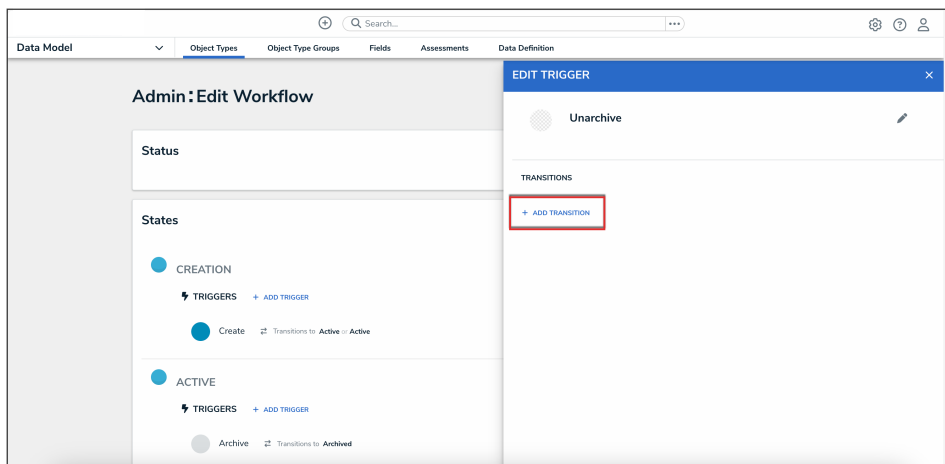 Search...
Data Model
Object Types
Object Type Groups
Fields
Assessments
Data Definition
EDIT TRIGGER
Admin: Edit Workflow
Unarchive
Status
TRANSITIONS
+ ADD TRANSITION
States
CREATION
TRIGGERS + ADD TRIGGER
Create Transitions to Active or Active
ACTIVE
TRIGGERS + ADD TRIGGER
Archive Transitions to Archived